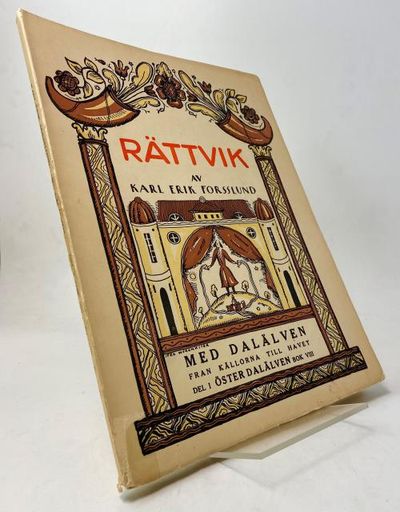 RÄTTVIK
AV
KARL ERIK FORSSLUND
MED DALÄLVEN
FRÅN KÄLLORNA TILL HAVET
DEL I ÖSTER DALÄLVEN BOK VIII